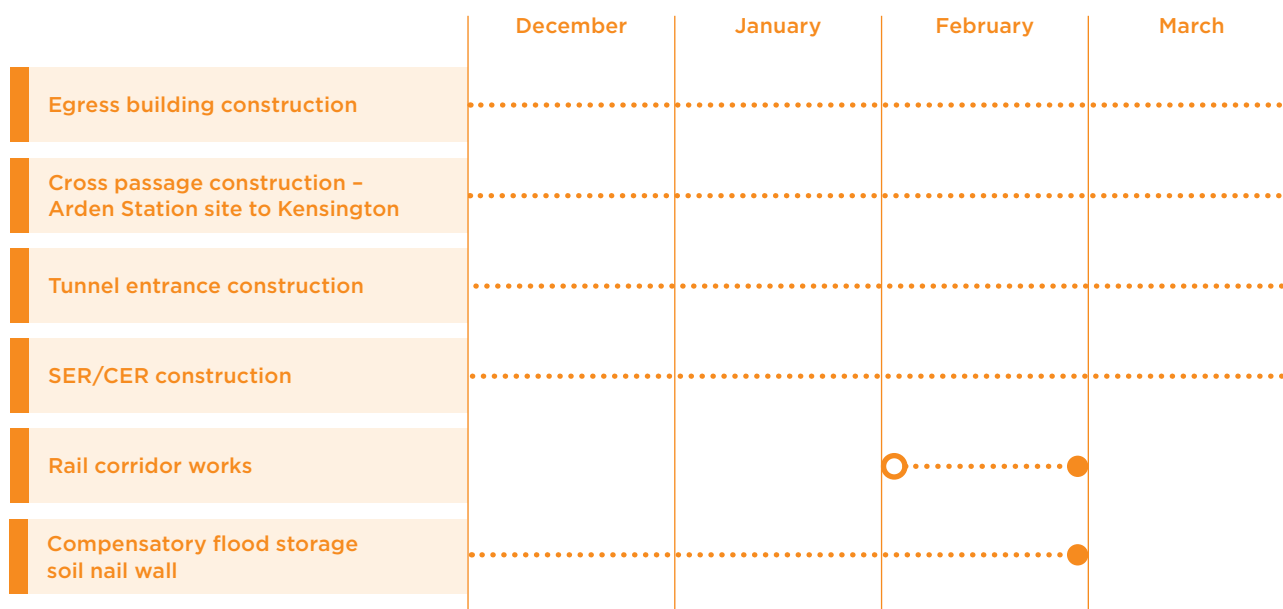 December January February March
Egress building construction
Cross passage construction –
Arden Station site to Kensington
Tunnel entrance construction
SER/CER construction
Rail corridor works
Compensatory flood storage
soil nail wall